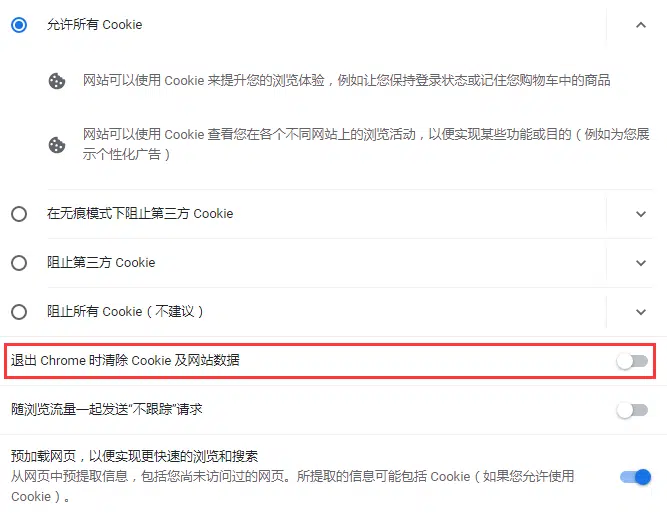 允许所有 Cookie
网站可以使用 Cookie 来提升您的浏览体验，例如让您保持登录状态或记住您购物车中的商品
网站可以使用 Cookie 查看您在各个不同网站上的浏览活动，以便实现某些功能或目的（例如为您展
示个性化广告）
在无痕模式下阻止第三方 Cookie
阻止第三方 Cookie
阻止所有 Cookie（不建议）
退出 Chrome 时清除 Cookie 及网站数据
随浏览流量一起发送“不跟踪”请求
预加载网页，以便实现更快速的浏览和搜索
从网页中预提取信息，包括您尚未访问过的网页。所提取的信息可能包括 Cookie（如果您允许使用
Cookie）。